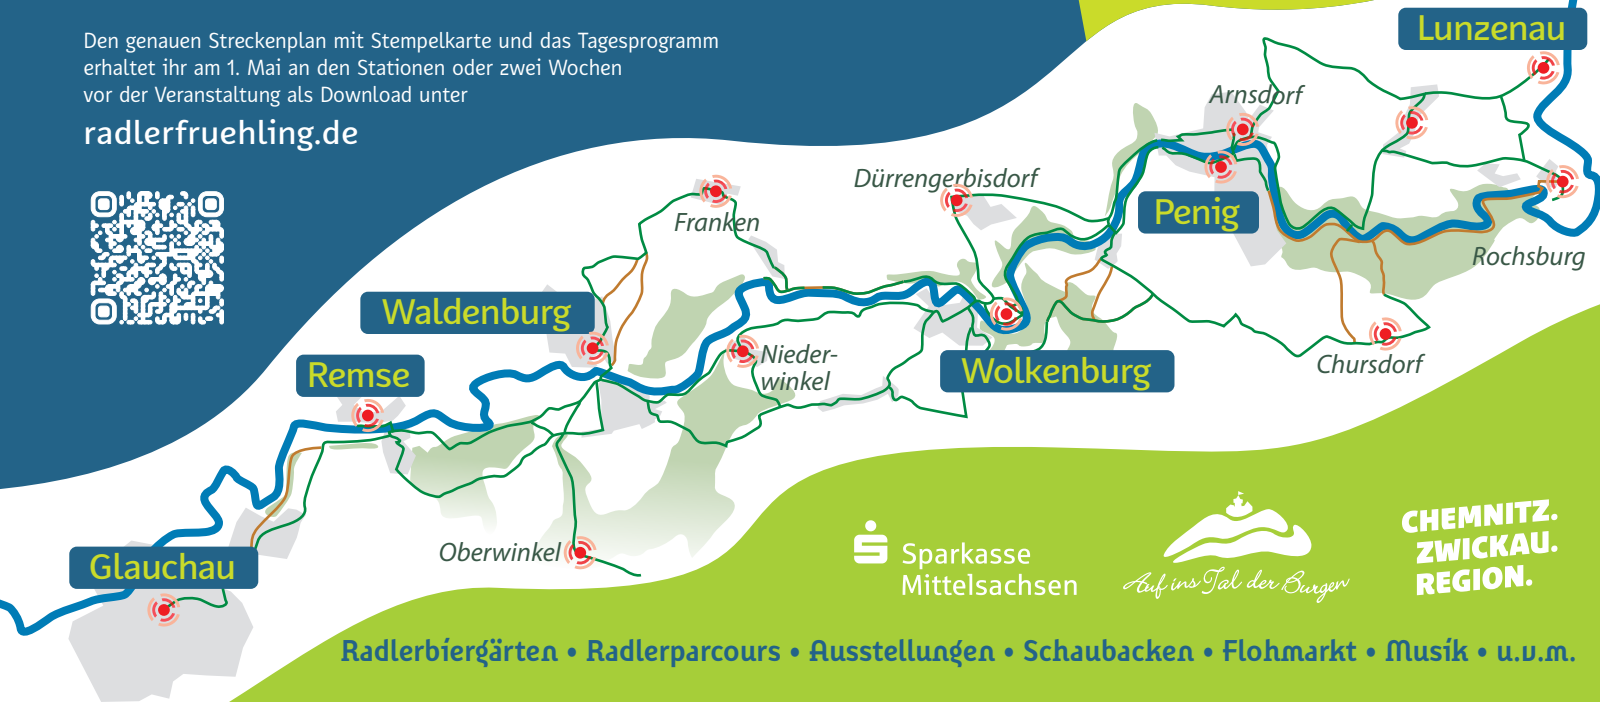 Den genauen Streckenplan mit Stempelkarte und das Tagesprogramm
erhaltet ihr am 1. Mai an den Stationen oder zwei Wochen
vor der Veranstaltung als Download unter
radlerfruehling.de
Lunzenau
Arnsdorf
Dürrengerbisdorf
Penig
Franken
Rochsburg
Waldenburg
Nieder-
winkel
Wolkenburg
Chursdorf
Remse
Oberwinkel
Glauchau
Sparkasse
Mittelsachsen
Auf ins Tal der Burgen
CHEMNITZ.
ZWICKAU.
REGION.
Radlerbiergärten • Radlerparcours • Ausstellungen • Schaubacken • Flohmarkt • Musik • u.v.m.